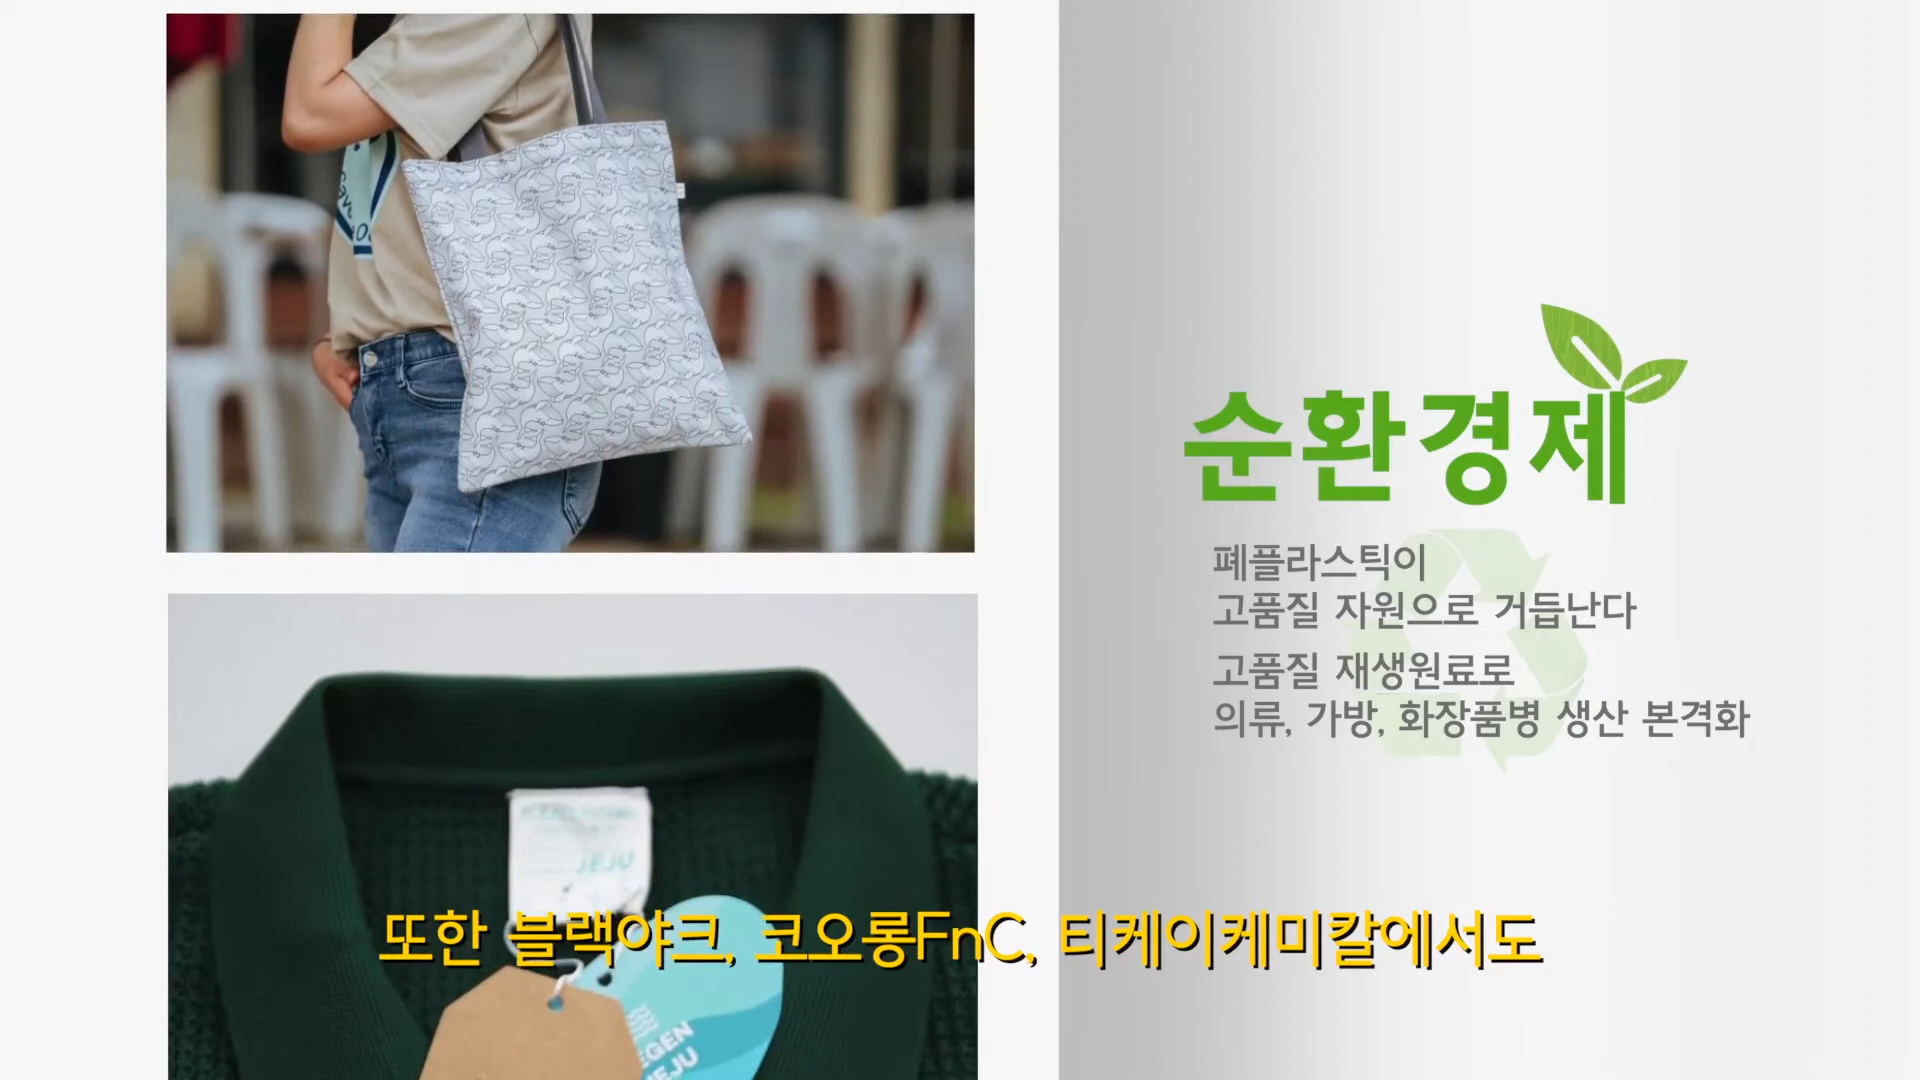 순환경제
폐플라스틱이
고품질 자원으로 거듭난다
고품질 재생원료로
의류, 가방, 화장품병 생산 본격화
JEJU
EGEN
JEJU
또한 블랙야크, 코오롱FnC, 티케이케미칼에서도